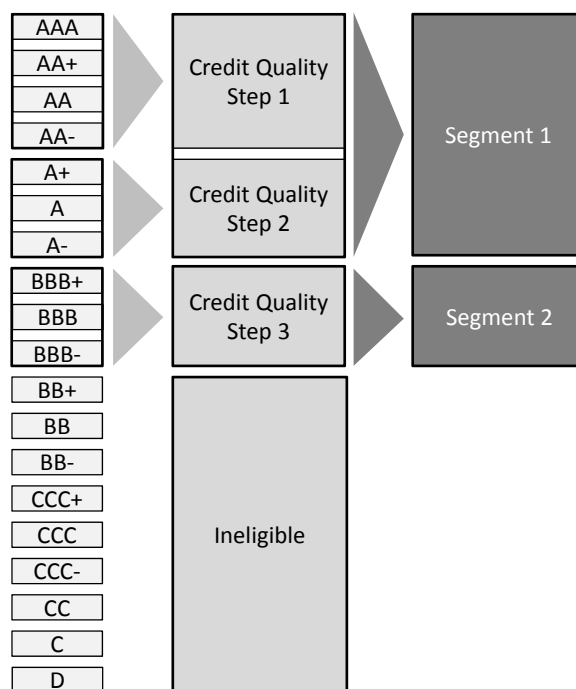 AAA
AA+
AA
AA-
A+
A
A-
BBB+
BBB
BBB-
BB+
BB
BB-
CCC+
CCC
CCC-
CC
C
D
Credit Quality
Step 1
Credit Quality
Step 2
Credit Quality
Step 3
Ineligible
Segment 1
Segment 2